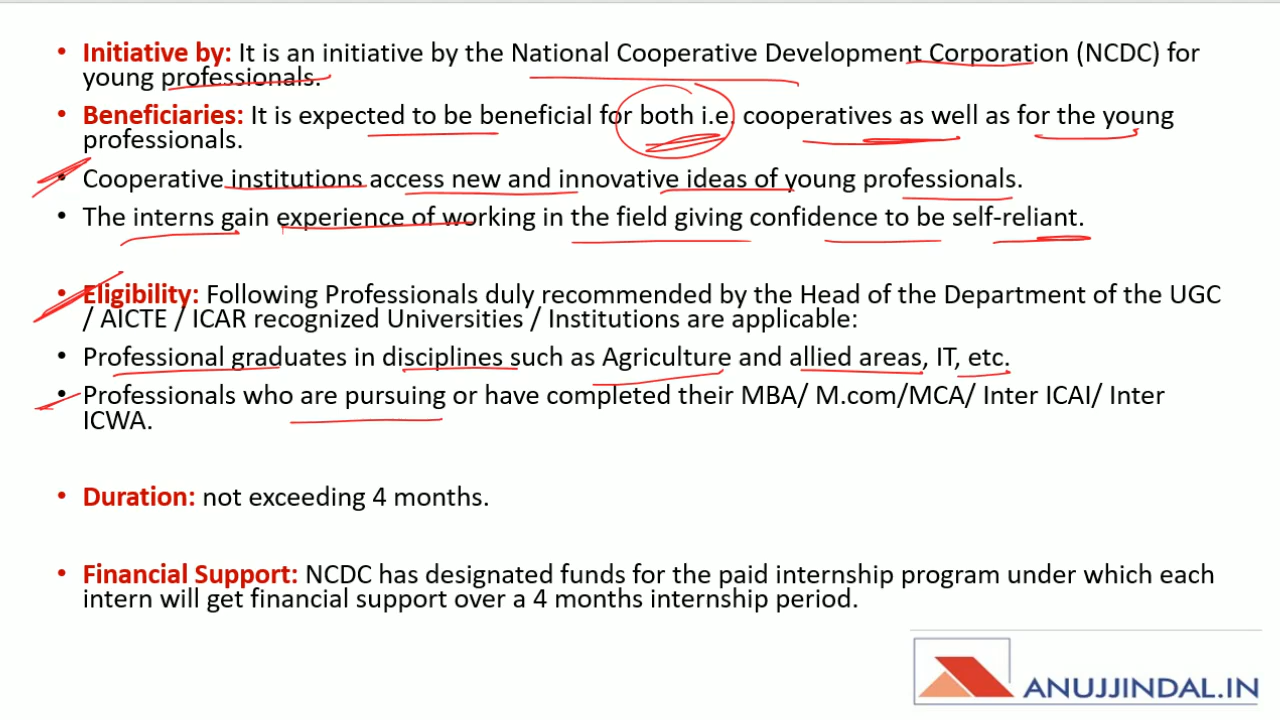 • Initiative by: It is an initiative by the National Cooperative Development Corporation (NCDC) for
young professionals.
• Beneficiaries: It is expected to be beneficial for both i.e. cooperatives as well as for the young
professionals.
• Cooperative institutions access new and innovative ideas of young professionals.
• The interns gain experience of working in the field giving confidence to be self-reliant.
• Eligibility: Following Professionals duly recommended by the Head of the Department of the UGC
/ AICTE / ICAR recognized Universities / Institutions are applicable:
• Professional graduates in disciplines such as Agriculture and allied areas, IT, etc.
• Professionals who are pursuing or have completed their MBA/ M.com/MCA/ Inter ICAI/ Inter
ICWA.
• Duration: not exceeding 4 months.
• Financial Support: NCDC has designated funds for the paid internship program under which each
intern will get financial support over a 4 months internship period.
ANUJJINDAL.IN